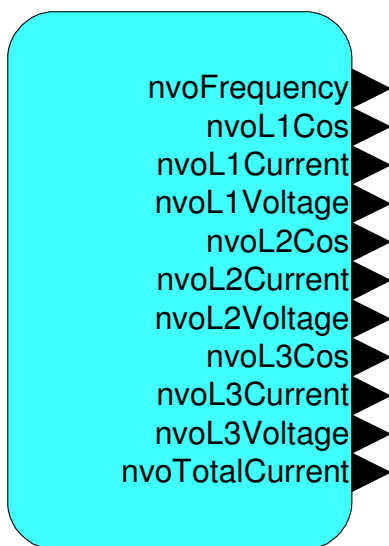 nvoFrequency
nvoL1Cos
nvoL1Current
nvoL1Voltage
nvoL2Cos
nvoL2Current
nvoL2Voltage
nvoL3Cos
nvoL3Current
nvoL3Voltage
nvoTotalCurrent